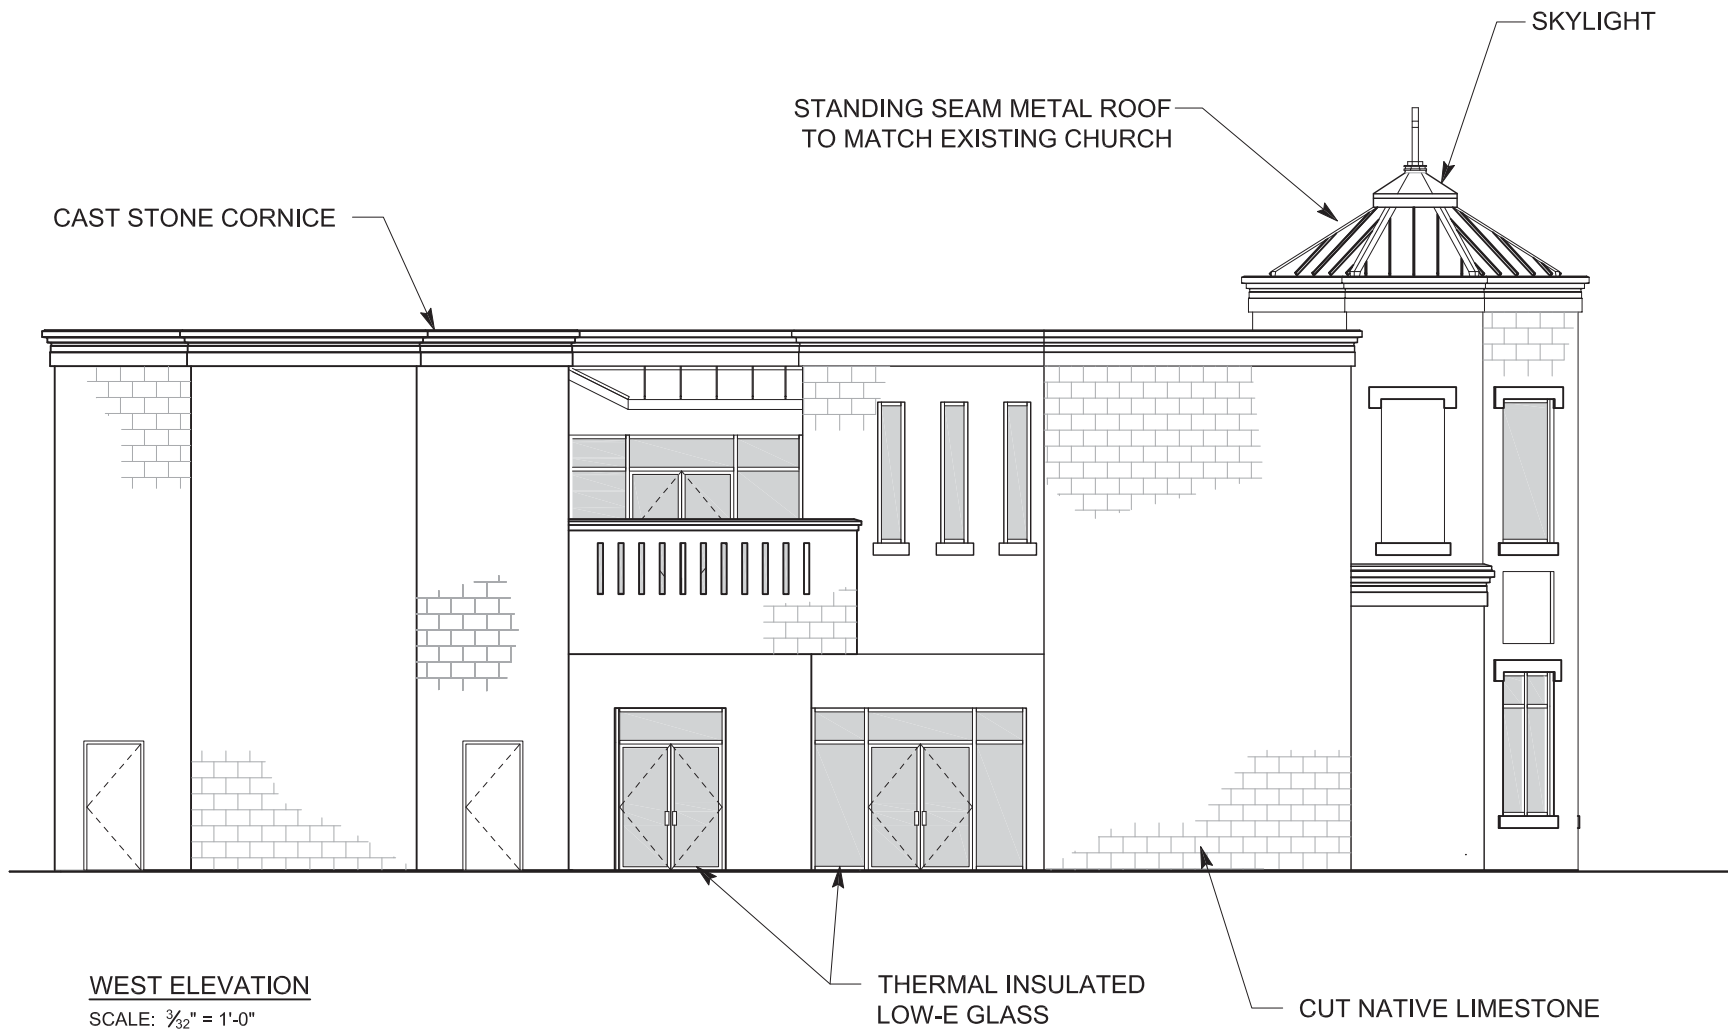 SKYLIGHT
STANDING SEAM METAL ROOF
TO MATCH EXISTING CHURCH
CAST STONE CORNICE
THERMAL INSULATED
LOW-E GLASS
CUT NATIVE LIMESTONE
WEST ELEVATION
SCALE: 3⁄32" = 1'-0"